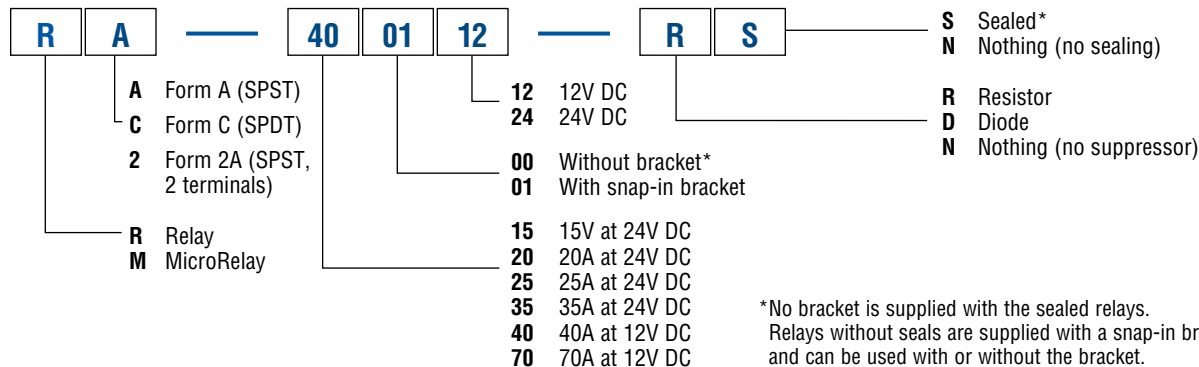 R A 40 01 12 R S
A Form A (SPST)
C Form C (SPDT)
2 Form 2A (SPST,
2 terminals)
R Relay
M MicroRelay
12 12V DC
24 24V DC
00 Without bracket*
01 With snap-in bracket
15 15V at 24V DC
20 20A at 24V DC
25 25A at 24V DC
35 35A at 24V DC
40 40A at 12V DC
70 70A at 12V DC
S Sealed*
N Nothing (no sealing)
R Resistor
D Diode
N Nothing (no suppressor)
*No bracket is supplied with the sealed relays.
Relays without seals are supplied with a snap-in
and can be used with or without the bracket.